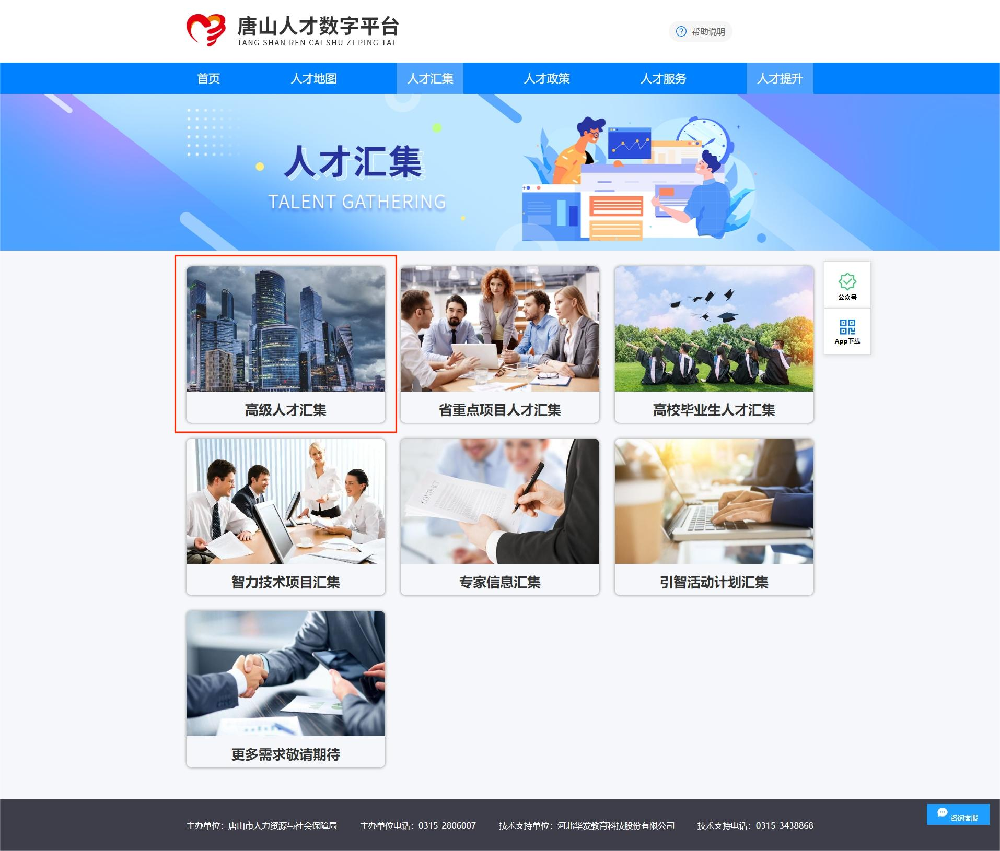 唐山人才数字平台
TANG SHAN REN CAI SHU ZI PING TAI
帮助说明
首页 人才地图 人才汇集 人才政策 人才服务 人才提升
人才汇集
TALENT GATHERING
公众号
App下载
高级人才汇集 省重点项目人才汇集 高校毕业生人才汇集
CONTRACT
智力技术项目汇集 专家信息汇集 引智活动计划汇集
更多需求敬请期待
咨询客服
主办单位：唐山市人力资源与社会保障局 主办单位电话：0315-2806007 技术支持单位：河北华发教育科技股份有限公司 技术支持电话：0315-3438868